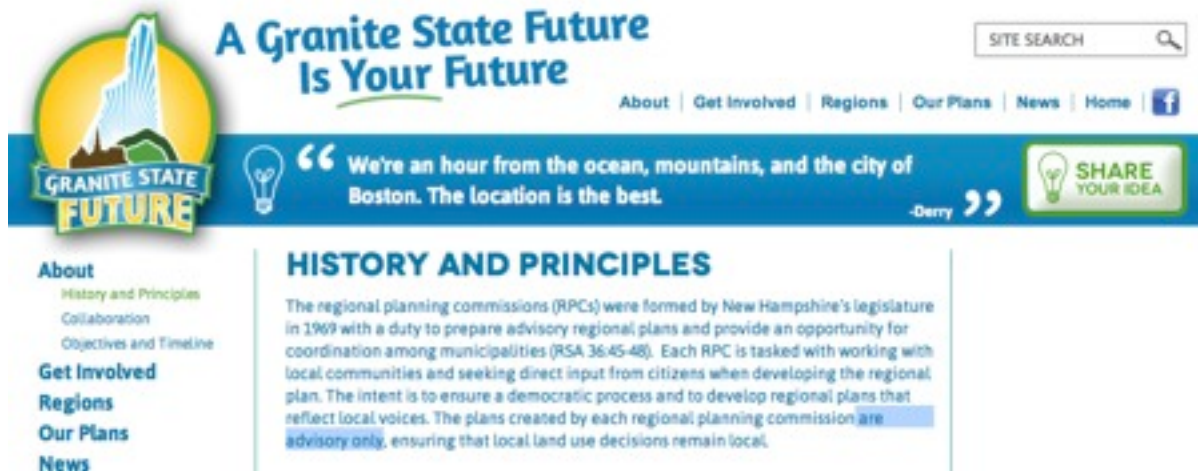 A Granite State Future
Is Your Future
SITE SEARCH
About | Get Involved | Regions | Our Plans | News | Home | f
GRANITE STATE
FUTURE
“ We're an hour from the ocean, mountains, and the city of
Boston. The location is the best.
-Derry ”
SHARE
YOUR IDEA
About
History and Principles
Collaboration
Objectives and Timeline
Get Involved
Regions
Our Plans
News
HISTORY AND PRINCIPLES
The regional planning commissions (RPCs) were formed by New Hampshire's legislature
in 1969 with a duty to prepare advisory regional plans and provide an opportunity for
coordination among municipalities (RSA 36:45-48). Each RPC is tasked with working with
local communities and seeking direct input from citizens when developing the regional
plan. The intent is to ensure a democratic process and to develop regional plans that
reflect local voices. The plans created by each regional planning commission are
advisory only, ensuring that local land use decisions remain local.